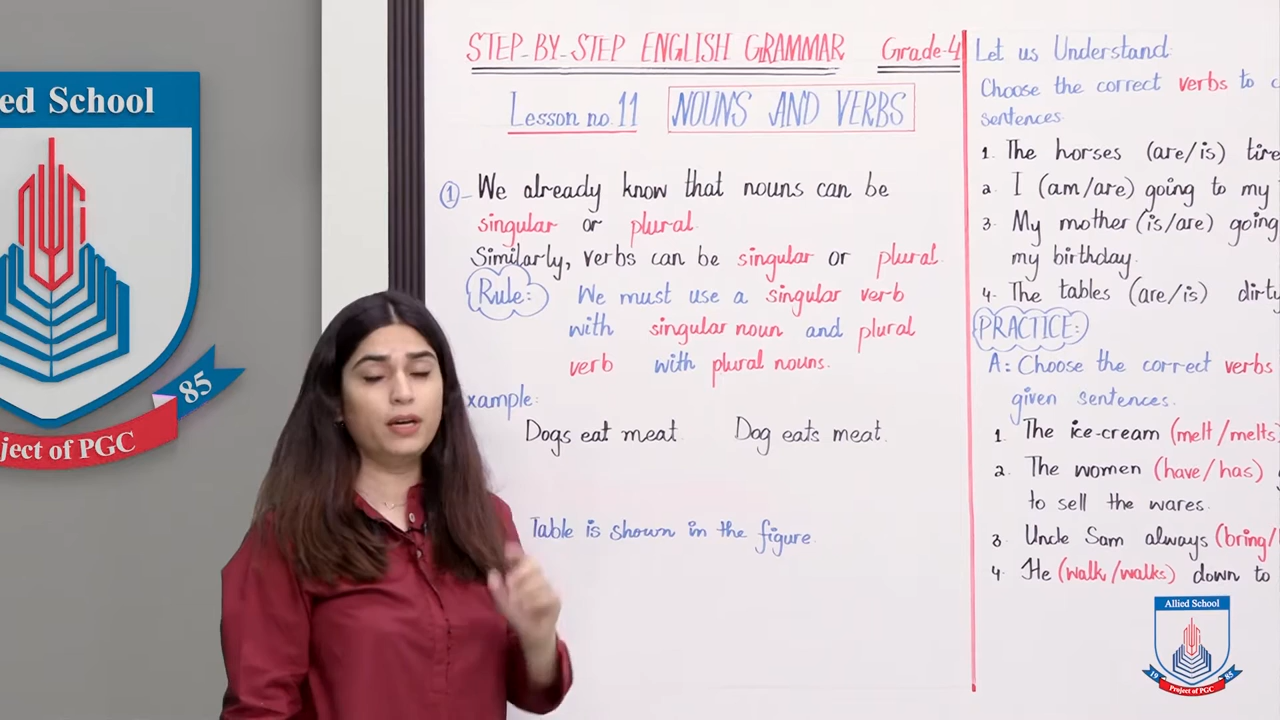 lied School
ject of PGC
85
STEP-BY-STEP ENGLISH GRAMMAR Grade-4
Lesson no. 11 NOUNS AND VERBS
1- We already know that nouns can be
singular or plural.
Similarly, verbs can be singular or plural.
Rule: We must use a singular verb
with singular noun and plural
verb with plural nouns.
xample:
Dogs eat meat. Dog eats meat.
Table is shown in the figure.
Let us Understand
Choose the correct verbs to
sentences.
1. The horses (are/is) tire
2. I (am/are) going to my
3. My mother (is/are) going
my birthday.
4. The tables (are/is) dirty
PRACTICE:
A: Choose the correct verbs
given sentences.
1. The ice-cream (melt/melts)
2. The women (have/has)
to sell the wares.
3. Uncle Sam always (bring/
4. He (walk/walks) down to
Allied School
19 85
Project of PGC